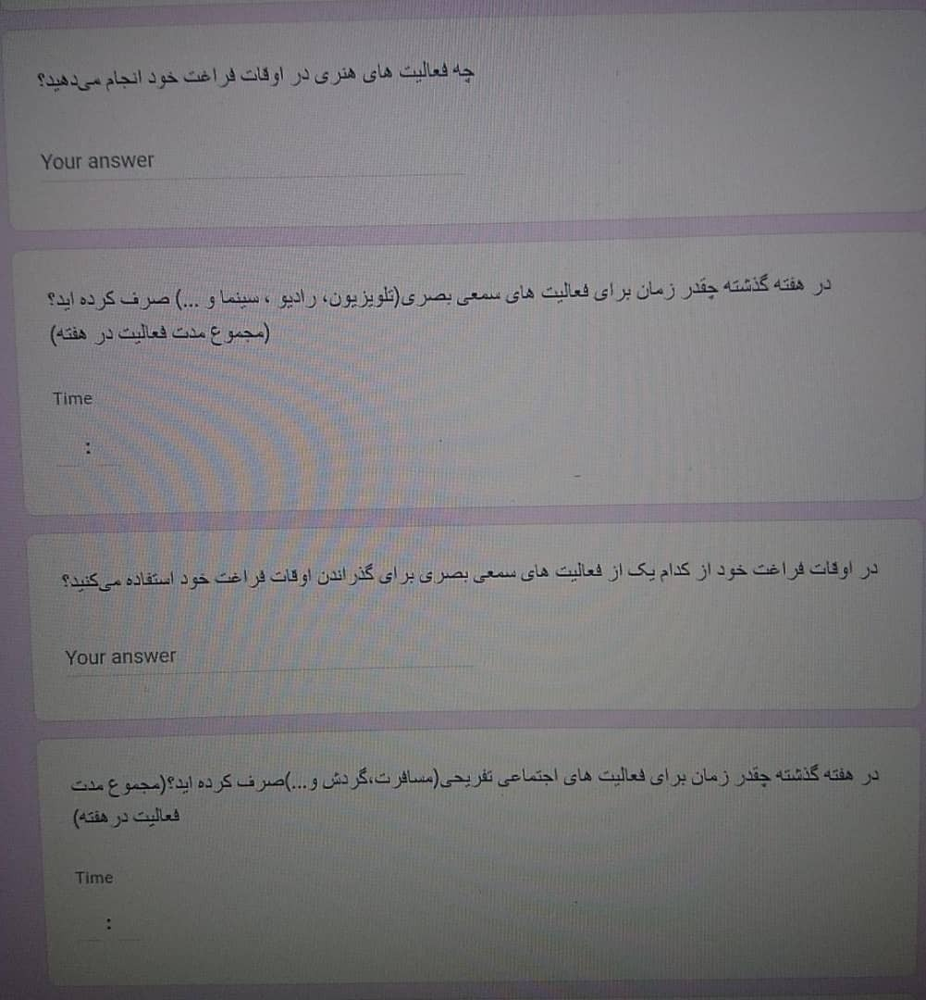 چه فعالیت های هنری در اوقات فراغت خود انجام می‌دهید؟
Your answer
در هفته گذشته چقدر زمان برای فعالیت های سمعی بصری(تلویزیون، رادیو ، سینما و ...) صرف کرده اید؟
(مجموع مدت فعالیت در هفته)
Time
:
در اوقات فراغت خود از کدام یک از فعالیت های سمعی بصری برای گذراندن اوقات فراغت خود استفاده می‌کنید؟
Your answer
در هفته گذشته چقدر زمان برای فعالیت های اجتماعی تفریحی(مسافرت،گردش و...)صرف کرده اید؟(مجموع مدت
فعالیت در هفته)
Time
: